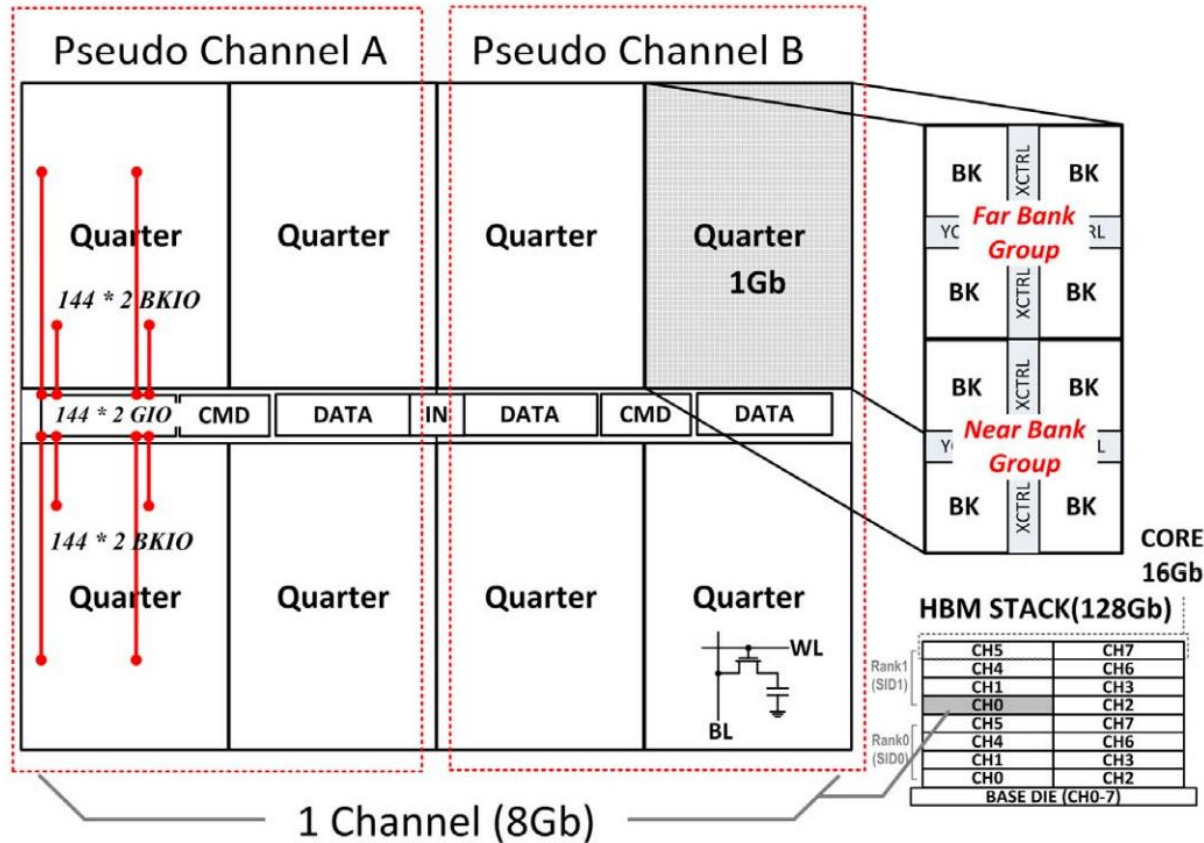 Pseudo Channel A
Pseudo Channel B
Quarter
Quarter
Quarter
Quarter
1Gb
144 * 2 BKIO
144 * 2 GIO
CMD
DATA
IN
DATA
CMD
DATA
144 * 2 BKIO
Quarter
Quarter
Quarter
Quarter
WL
BL
1 Channel (8Gb)
BK
XCTRL
BK
Far Bank
Group
BK
XCTRL
BK
BK
XCTRL
BK
Near Bank
Group
BK
XCTRL
BK
CORE
16Gb
HBM STACK(128Gb)
Rank1
(SID1)
CH5
CH7
CH4
CH6
CH1
CH3
CH0
CH2
Rank0
(SID0)
CH5
CH7
CH4
CH6
CH1
CH3
CH0
CH2
BASE DIE (CH0-7)